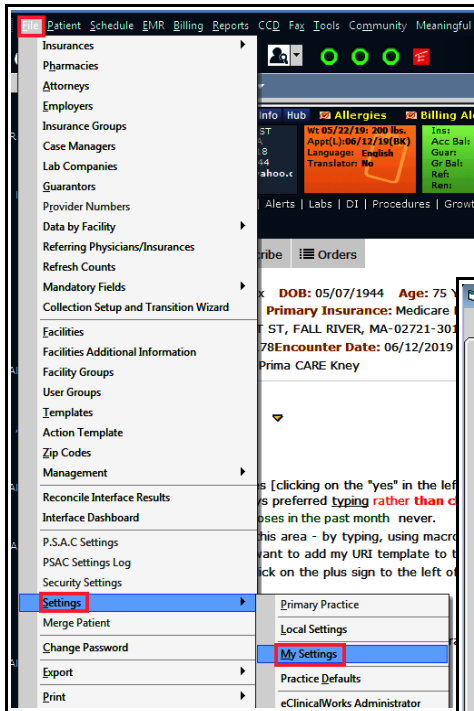 File Patient Schedule EMR Billing Reports CCD Fax Tools Community Meaningful
Insurances
Pharmacies
Attorneys
Employers
Insurance Groups
Case Managers
Lab Companies
Guarantors
Provider Numbers
Data by Facility
Referring Physicians/Insurances
Refresh Counts
Mandatory Fields
Collection Setup and Transition Wizard
Facilities
Facilities Additional Information
Facility Groups
User Groups
Templates
Action Template
Zip Codes
Management
Reconcile Interface Results
Interface Dashboard
P.S.A.C Settings
PSAC Settings Log
Security Settings
Settings
Merge Patient
Change Password
Export
Print
Primary Practice
Local Settings
My Settings
Practice Defaults
eClinicalWorks Administrator
Info Hub Allergies Billing Al
ST
Wt 05/22/19: 200 lbs.
Appt(L):06/12/19(BK)
Language: English
Translator: No
44
ahoo.c
Ins:
Acc Bal:
Guar:
Gr Bal:
Ref:
Ren:
| Alerts | Labs | DI | Procedures | Growt
ribe Orders
x DOB: 05/07/1944 Age: 75 Y
Primary Insurance: Medicare
T ST, FALL RIVER, MA-02721-301
78Encounter Date: 06/12/2019
Prima CARE Kney
s [clicking on the "yes" in the lef
s preferred typing rather than c
oses in the past month never.
his area - by typing, using macro
want to add my URI template to t
ick on the plus sign to the left of